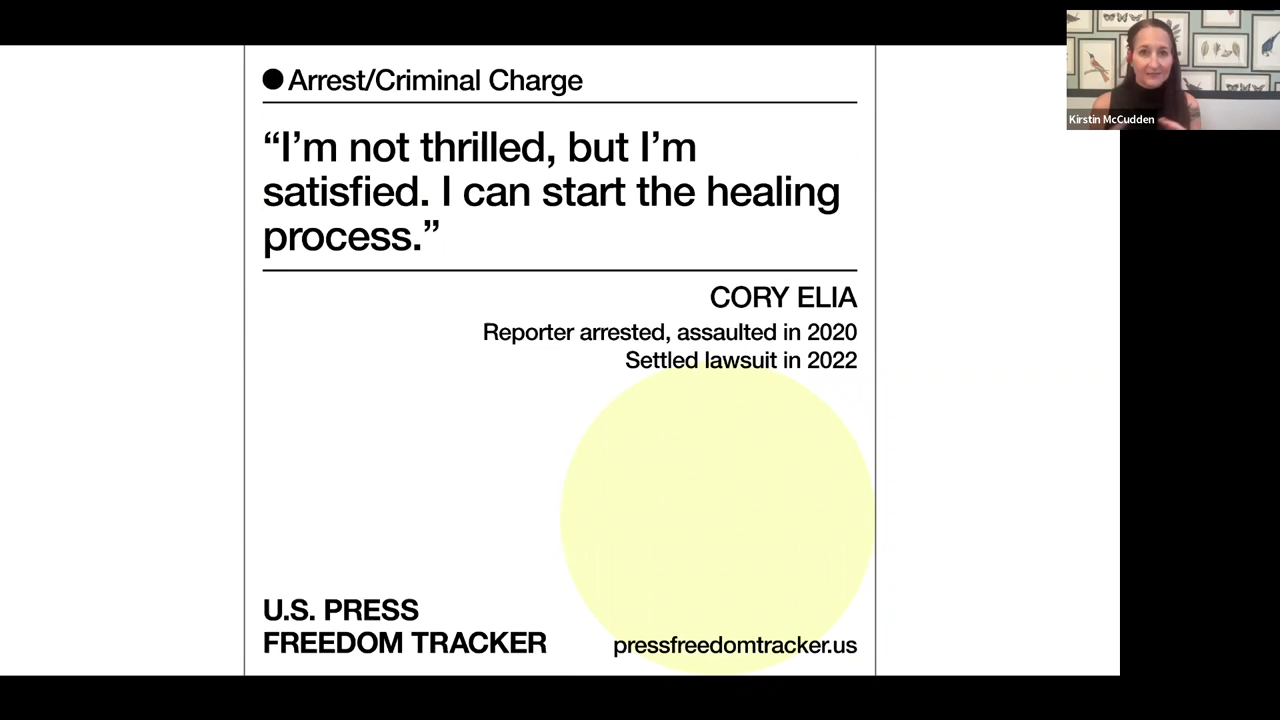 Arrest/Criminal Charge
“I’m not thrilled, but I’m
satisfied. I can start the healing
process.”
CORY ELIA
Reporter arrested, assaulted in 2020
Settled lawsuit in 2022
U.S. PRESS
FREEDOM TRACKER
pressfreedomtracker.us
Kirstin McCudden